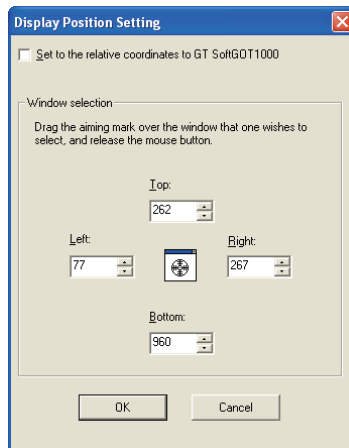 Display Position Setting
Set to the relative coordinates to GT SoftGOT1000
Window selection
Drag the aiming mark over the window that one wishes to
select, and release the mouse button.
Top:
262
Left:
Right:
77
267
Bottom:
960
OK
Cancel